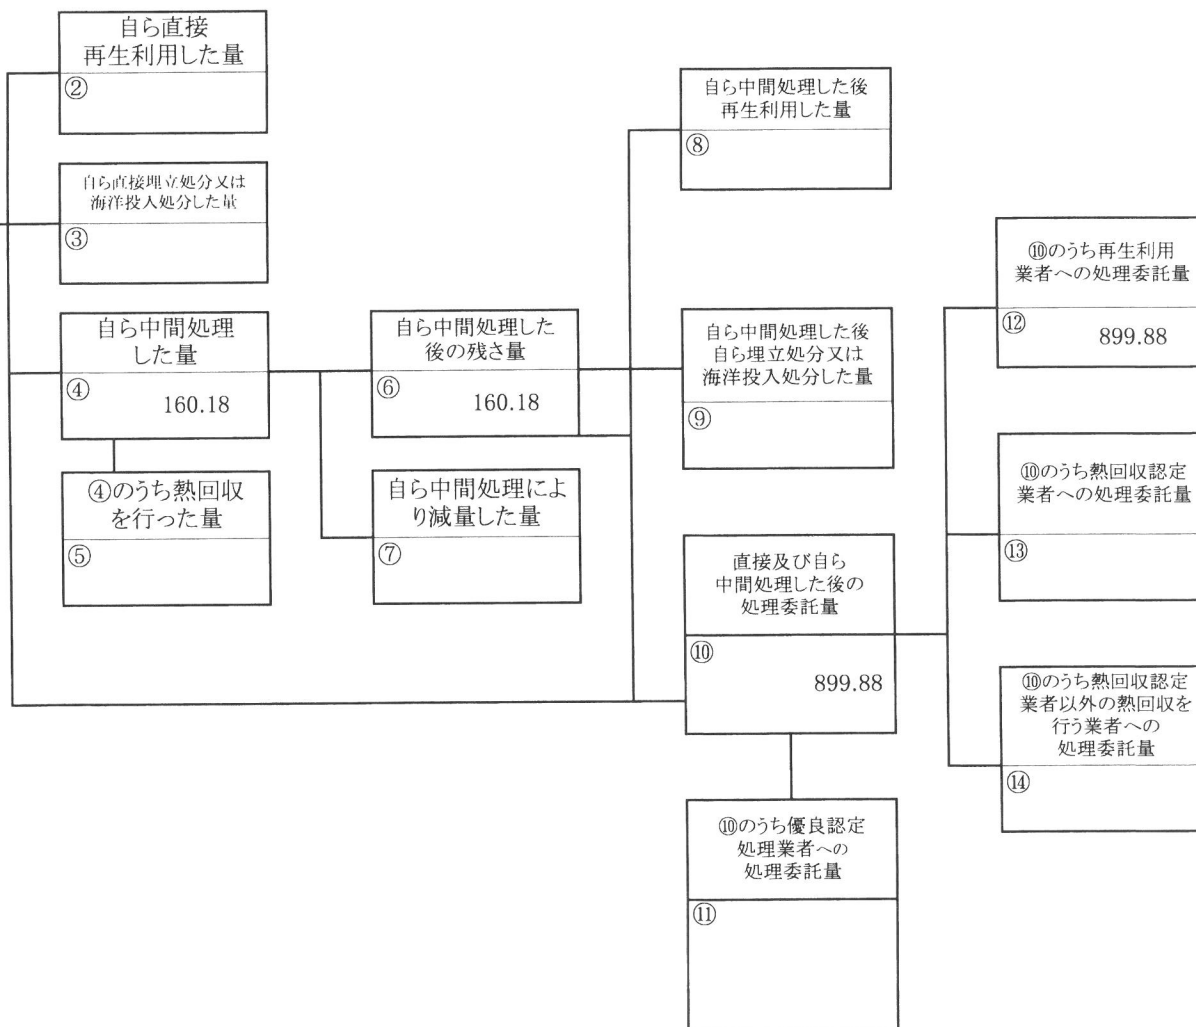 自ら直接
再生利用した量
②
自ら直接埋立処分又は
海洋投入処分した量
③
自ら中間処理
した量
④
160.18
④のうち熱回収
を行った量
⑤
自ら中間処理した
後の残さ量
⑥
160.18
自ら中間処理によ
り減量した量
⑦
自ら中間処理した後
再生利用した量
⑧
自ら中間処理した後
自ら埋立処分又は
海洋投入処分した量
⑨
直接及び自ら
中間処理した後の
処理委託量
⑩
899.88
⑩のうち優良認定
処理業者への
処理委託量
⑪
⑩のうち再生利用
業者への処理委託量
⑫
899.88
⑩のうち熱回収認定
業者への処理委託量
⑬
⑩のうち熱回収認定
業者以外の熱回収を
行う業者への
処理委託量
⑭